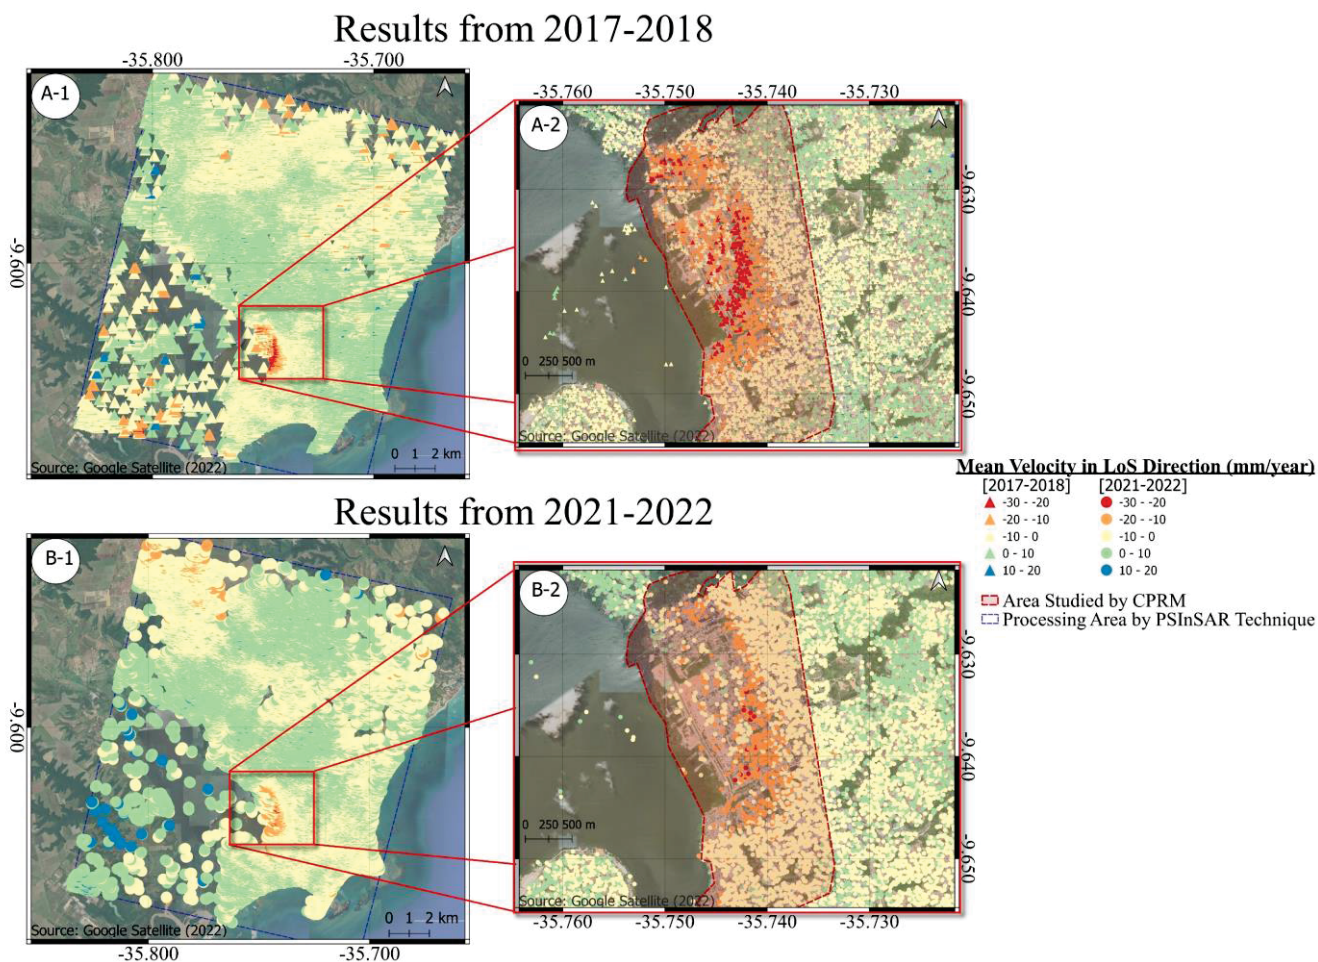 Results from 2017-2018
-35.800 -35.700
A-1
-9.600
0 1 2 km
Source: Google Satellite (2022)
-35.760 -35.750 -35.740 -35.730
A-2
-9.630
-9.640
-9.650
0 250 500 m
Source: Google Satellite (2022)
Mean Velocity in LoS Direction (mm/year)
[2017-2018] [2021-2022]
-30 - -20 -30 - -20
-20 - -10 -20 - -10
-10 - 0 -10 - 0
0 - 10 0 - 10
10 - 20 10 - 20
Area Studied by CPRM
Processing Area by PSInSAR Technique
Results from 2021-2022
B-1
-9.600
0 1 2 km
Source: Google Satellite (2022)
-35.800 -35.700
B-2
-9.630
-9.640
-9.650
0 250 500 m
Source: Google Satellite (2022)
-35.760 -35.750 -35.740 -35.730